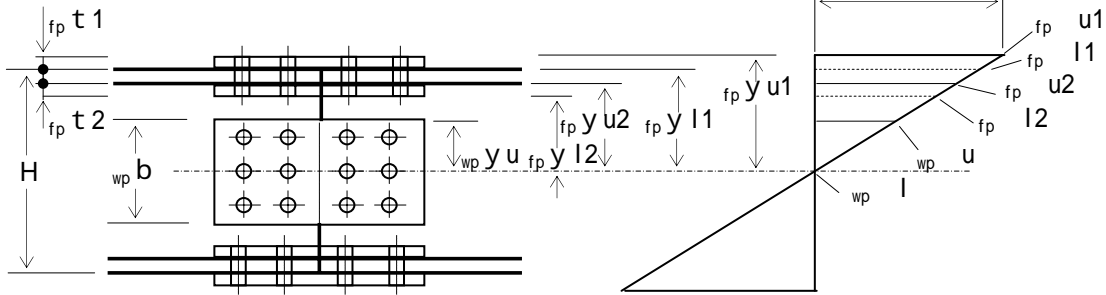 fp t 1
fp t 2
H
wp b
wp y u
fp y l2
fp y u2
fp y l1
fp y u1
fp u1
fp l1
fp u2
fp l2
wp u
wp l